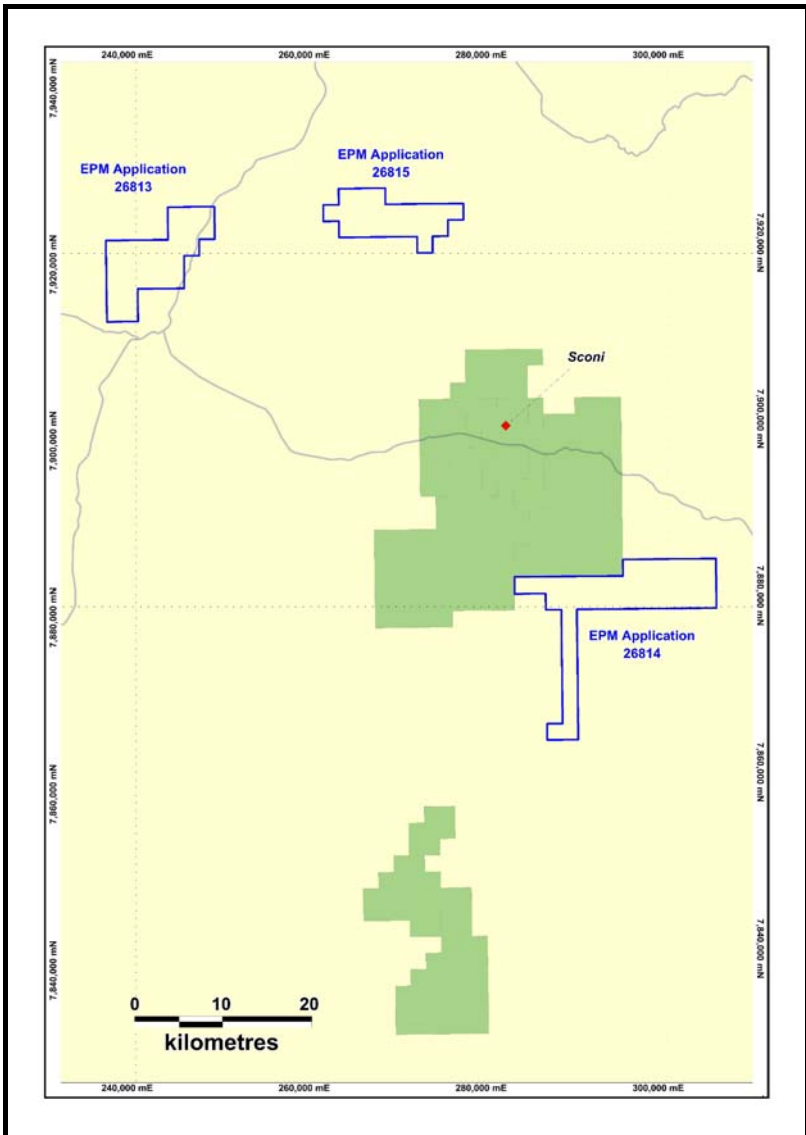 240,000 mE
260,000 mE
280,000 mE
300,000 mE
7,940,000 mN
EPM Application
26813
EPM Application
26815
7,920,000 mN
7,920,000 mN
Sconi
7,900,000 mN
7,900,000 mN
7,880,000 mN
7,880,000 mN
EPM Application
26814
7,860,000 mN
7,860,000 mN
7,840,000 mN
7,840,000 mN
0 10 20
kilometres
240,000 mE
260,000 mE
280,000 mE
300,000 mE